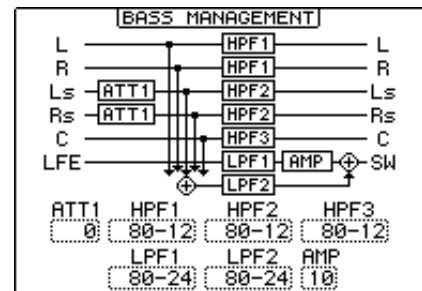 BASS MANAGEMENT
L HPF1 L
R HPF1 R
Ls ATT1 HPF2 Ls
Rs ATT1 HPF2 Rs
C HPF3 C
LFE LPF1 AMP SW
LPF2
ATT1 HPF1 HPF2 HPF3
0 80-12 80-12 80-12
LPF1 LPF2 AMP
80-24 80-24 10